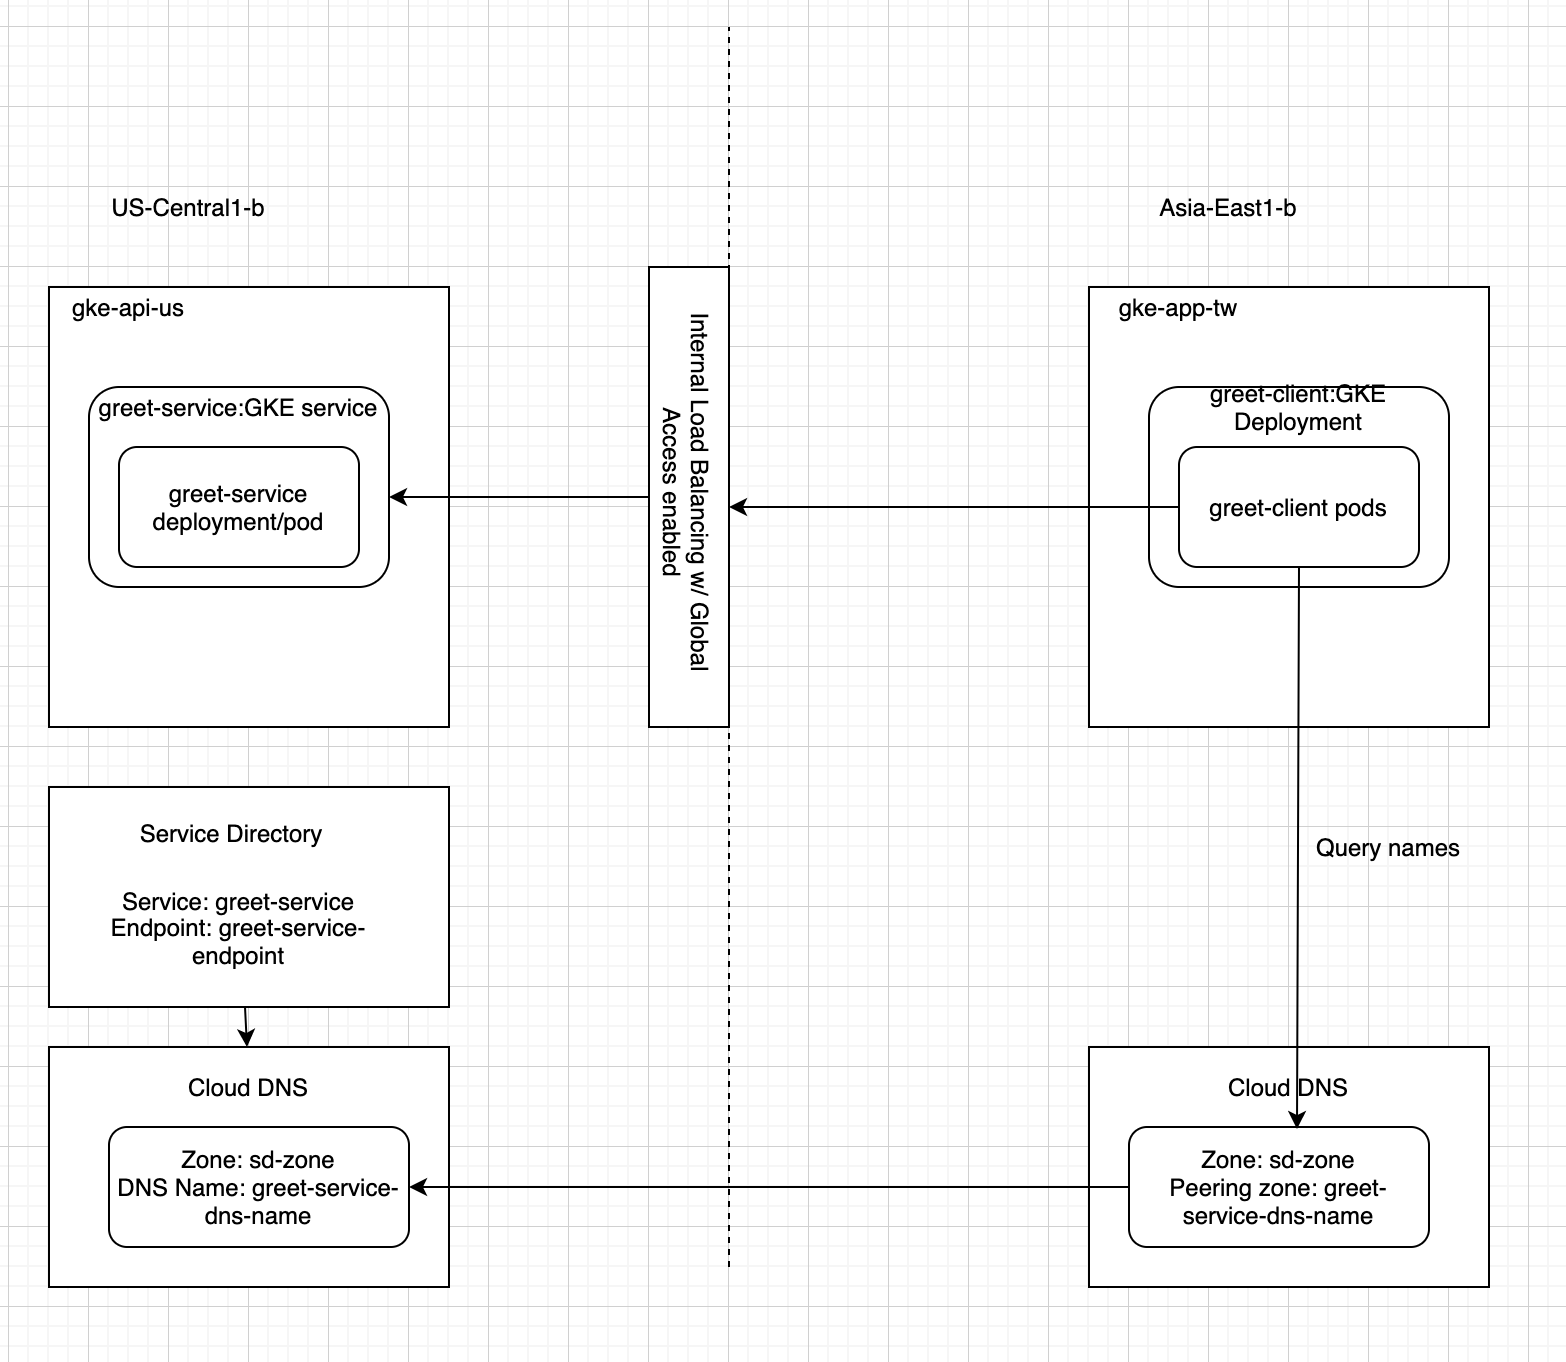 US-Central1-b
Asia-East1-b
gke-api-us
greet-service:GKE service
greet-service
deployment/pod
Internal Load Balancing w/ Global
Access enabled
gke-app-tw
greet-client:GKE
Deployment
greet-client pods
Service Directory
Service: greet-service
Endpoint: greet-service-
endpoint
Query names
Cloud DNS
Zone: sd-zone
DNS Name: greet-service-
dns-name
Cloud DNS
Zone: sd-zone
Peering zone: greet-
service-dns-name